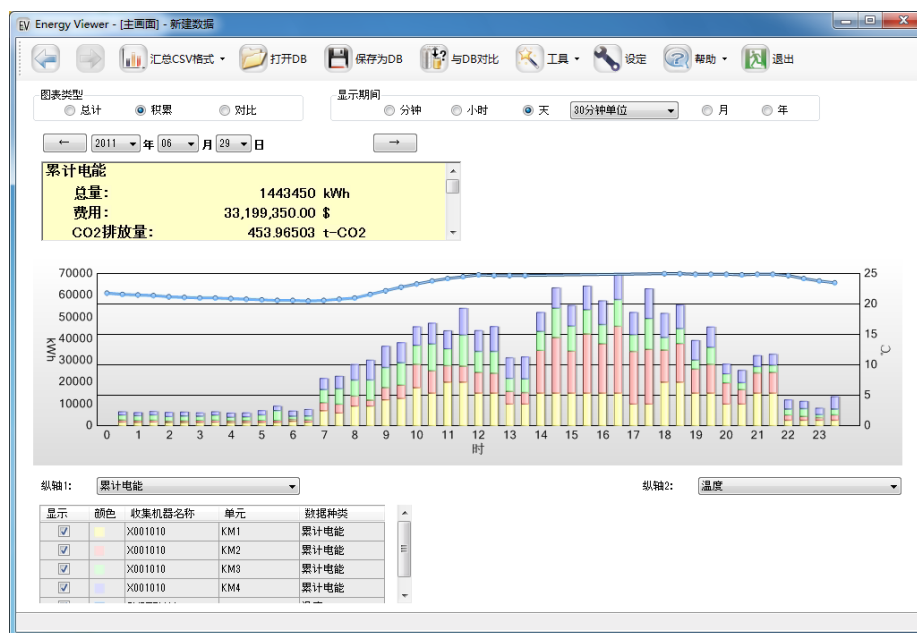 EV Energy Viewer - [主画面] - 新建数据
汇总CSV格式 打开DB 保存为DB 与DB对比 工具 设定 帮助 退出
图表类型 显示期间
总计 积累 对比 分钟 小时 天 30分钟单位 月 年
← 2011 年 06 月 29 日 →
累计电能
总量: 1443450 kWh
费用: 33,199,350.00 $
CO2排放量: 453.96503 t-CO2
70000 25
60000 20
50000
kWh
40000 15
℃
30000 10
20000
10000 5
0 0
0 1 2 3 4 5 6 7 8 9 10 11 12 13 14 15 16 17 18 19 20 21 22 23
时
纵轴1: 累计电能 纵轴2: 温度
显示 颜色 收集机器名称 单元 数据种类
X001010 KM1 累计电能
X001010 KM2 累计电能
X001010 KM3 累计电能
X001010 KM4 累计电能